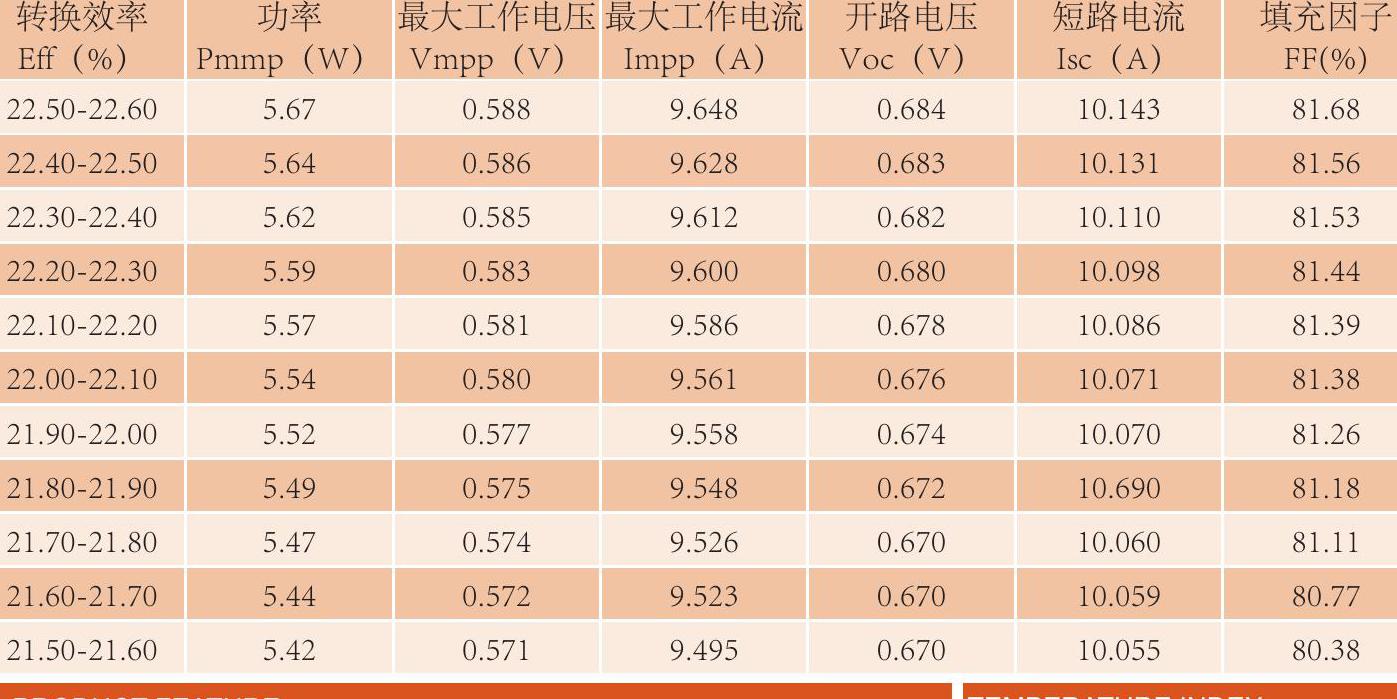 转换效率 功率 最大工作电压 最大工作电流 开路电压 短路电流 填充因子
Eff（%） Pmmp（W） Vmpp（V） Impp（A） Voc（V） Isc（A） FF(%)
22.50-22.60 5.67 0.588 9.648 0.684 10.143 81.68
22.40-22.50 5.64 0.586 9.628 0.683 10.131 81.56
22.30-22.40 5.62 0.585 9.612 0.682 10.110 81.53
22.20-22.30 5.59 0.583 9.600 0.680 10.098 81.44
22.10-22.20 5.57 0.581 9.586 0.678 10.086 81.39
22.00-22.10 5.54 0.580 9.561 0.676 10.071 81.38
21.90-22.00 5.52 0.577 9.558 0.674 10.070 81.26
21.80-21.90 5.49 0.575 9.548 0.672 10.690 81.18
21.70-21.80 5.47 0.574 9.526 0.670 10.060 81.11
21.60-21.70 5.44 0.572 9.523 0.670 10.059 80.77
21.50-21.60 5.42 0.571 9.495 0.670 10.055 80.38
PRODUCT FEATURE TEMPERATURE INDEX